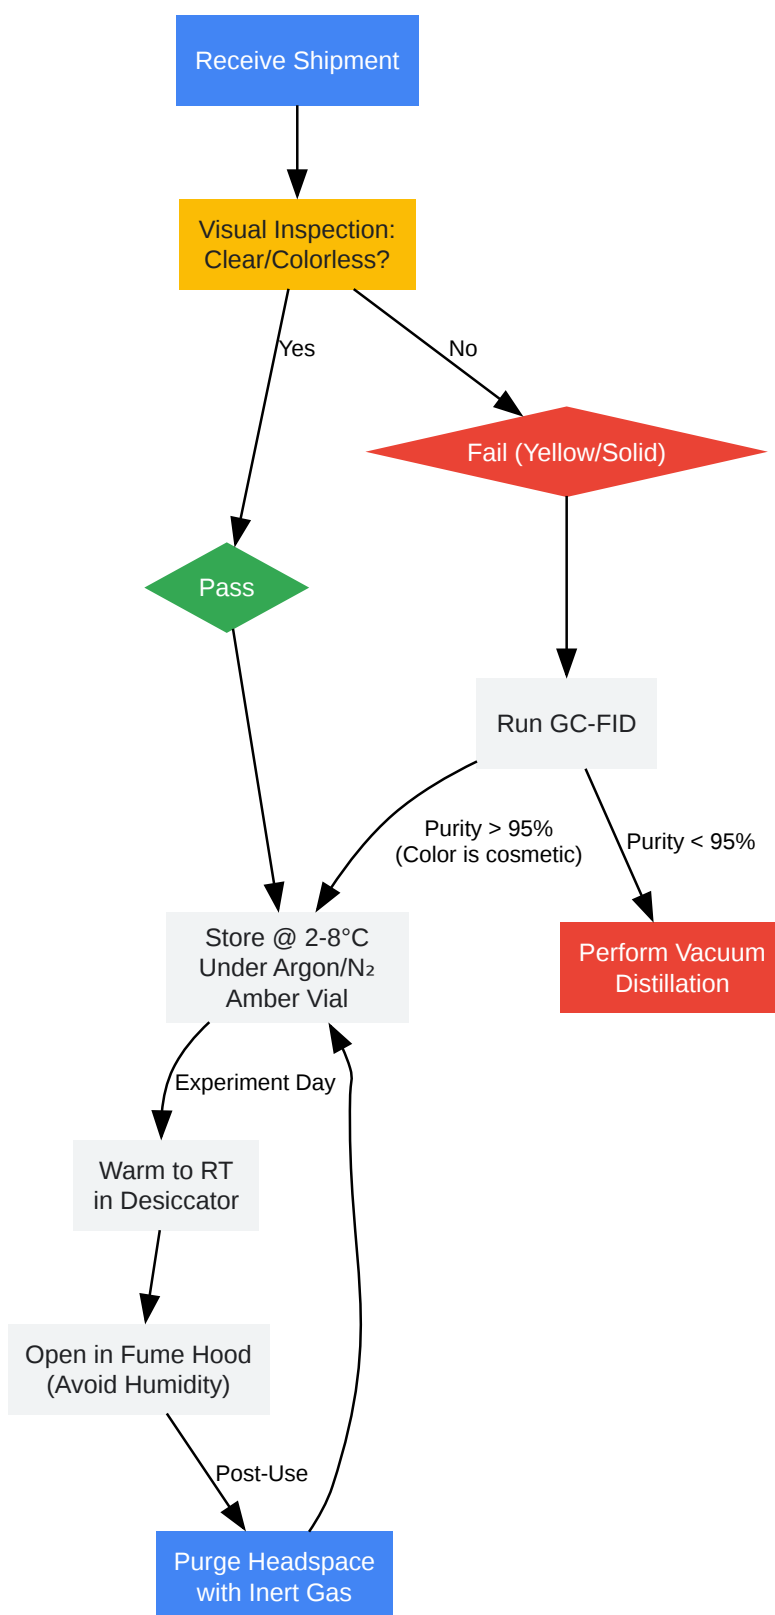 Receive Shipment
Visual Inspection:
Clear/Colorless?
Yes
No
Fail (Yellow/Solid)
Pass
Run GC-FID
Purity > 95%
(Color is cosmetic)
Purity < 95%
Store @ 2-8°C
Under Argon/N₂
Amber Vial
Perform Vacuum
Distillation
Experiment Day
Warm to RT
in Desiccator
Open in Fume Hood
(Avoid Humidity)
Post-Use
Purge Headspace
with Inert Gas